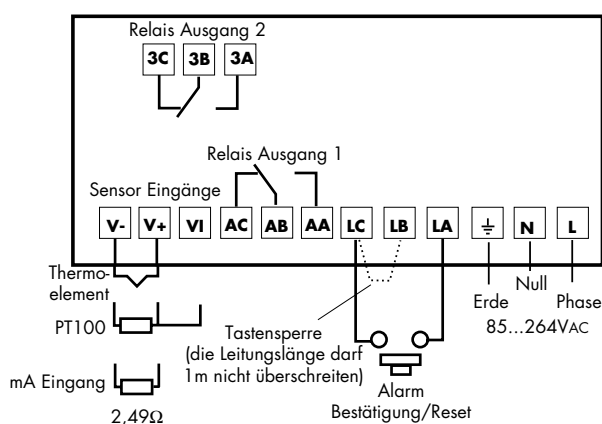 Relais Ausgang 2
3C 3B 3A
Relais Ausgang 1
Sensor Eingänge
V- V+ VI AC AB AA LC LB LA ⏚ N L
Thermo-
element
PT100
mA Eingang
2,49Ω
Tastensperre
(die Leitungslänge darf
1m nicht überschreiten)
Alarm
Bestätigung/Reset
Erde
Null
Phase
85...264VAC